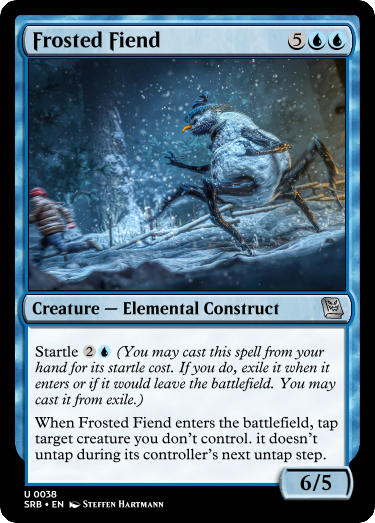 Frosted Fiend 5
Creature — Elemental Construct
Startle 2 (You may cast this spell from your
hand for its startle cost. If you do, exile it when it
enters or if it would leave the battlefield. You may
cast it from exile.)
When Frosted Fiend enters the battlefield, tap
target creature you don't control. it doesn't
untap during its controller's next untap step.
6/5
U 0038
SRB • EN Steffen Hartmann